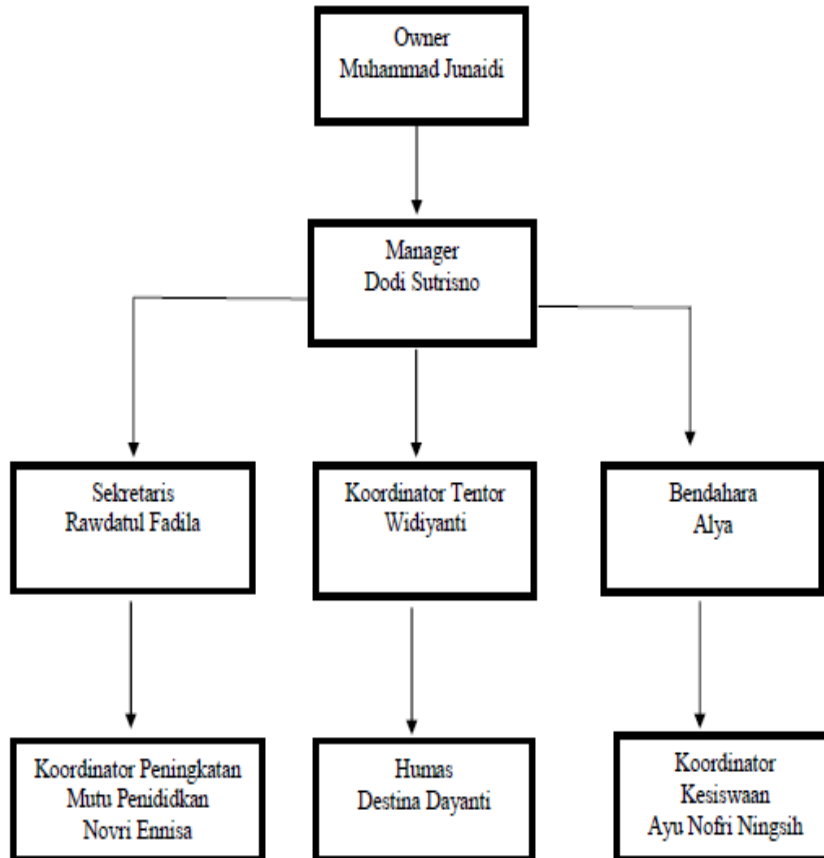 Owner
Muhammad Junaidi
Manager
Dodi Sutrisno
Sekretaris
Rawdatul Fadila
Koordinator Tentor
Widiyanti
Bendahara
Alya
Koordinator Peningkatan
Mutu Penididkan
Novri Ennisa
Humas
Destina Dayanti
Koordinator
Kesiswaan
Ayu Nofri Ningsih